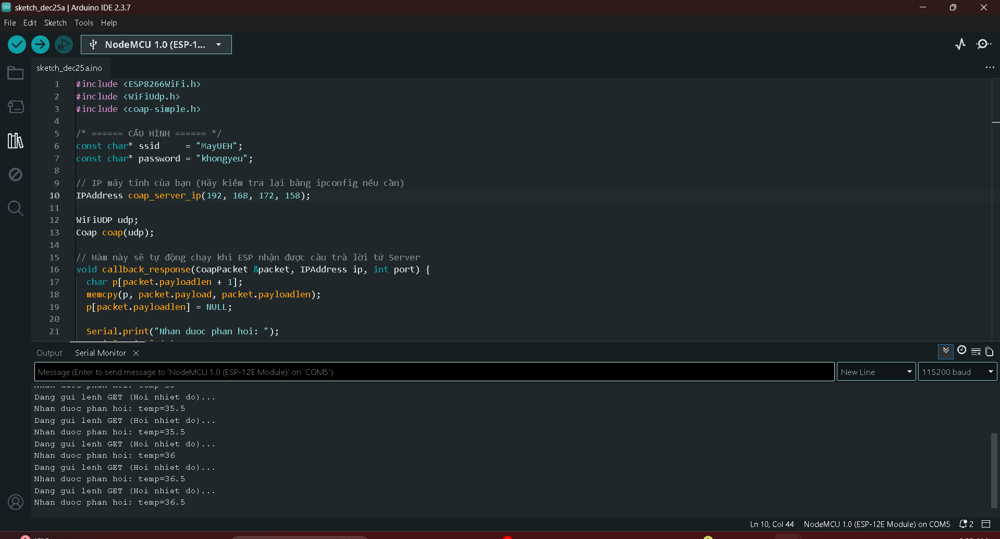 sketch_dec25a | Arduino IDE 2.3.7
File Edit Sketch Tools Help
NodeMCU 1.0 (ESP-1...
sketch_dec25a.ino
1 #include <ESP8266WiFi.h>
2 #include <WiFiUdp.h>
3 #include <coap-simple.h>
4
5 /* ====== CẤU HÌNH ====== */
6 const char* ssid     = "MayUEH";
7 const char* password = "khongyeu";
8
9 // IP máy tính của bạn (Hãy kiểm tra lại bằng ipconfig nếu cần)
10 IPAddress coap_server_ip(192, 168, 172, 158);
11
12 WiFiUDP udp;
13 Coap coap(udp);
14
15 // Hàm này sẽ tự động chạy khi ESP nhận được câu trả lời từ Server
16 void callback_response(CoapPacket &packet, IPAddress ip, int port) {
17 char p[packet.payloadlen + 1];
18 memcpy(p, packet.payload, packet.payloadlen);
19 p[packet.payloadlen] = NULL;
20
21 Serial.print("Nhan duoc phan hoi: ");
Output Serial Monitor
Message (Enter to send message to 'NodeMCU 1.0 (ESP-12E Module)' on 'COM5')
New Line
115200 baud
Dang gui lenh GET (Hoi nhiet do)...
Nhan duoc phan hoi: temp=35.5
Dang gui lenh GET (Hoi nhiet do)...
Nhan duoc phan hoi: temp=35.5
Dang gui lenh GET (Hoi nhiet do)...
Nhan duoc phan hoi: temp=36
Dang gui lenh GET (Hoi nhiet do)...
Nhan duoc phan hoi: temp=36.5
Dang gui lenh GET (Hoi nhiet do)...
Nhan duoc phan hoi: temp=36.5
Ln 10, Col 44 NodeMCU 1.0 (ESP-12E Module) on COM5 2